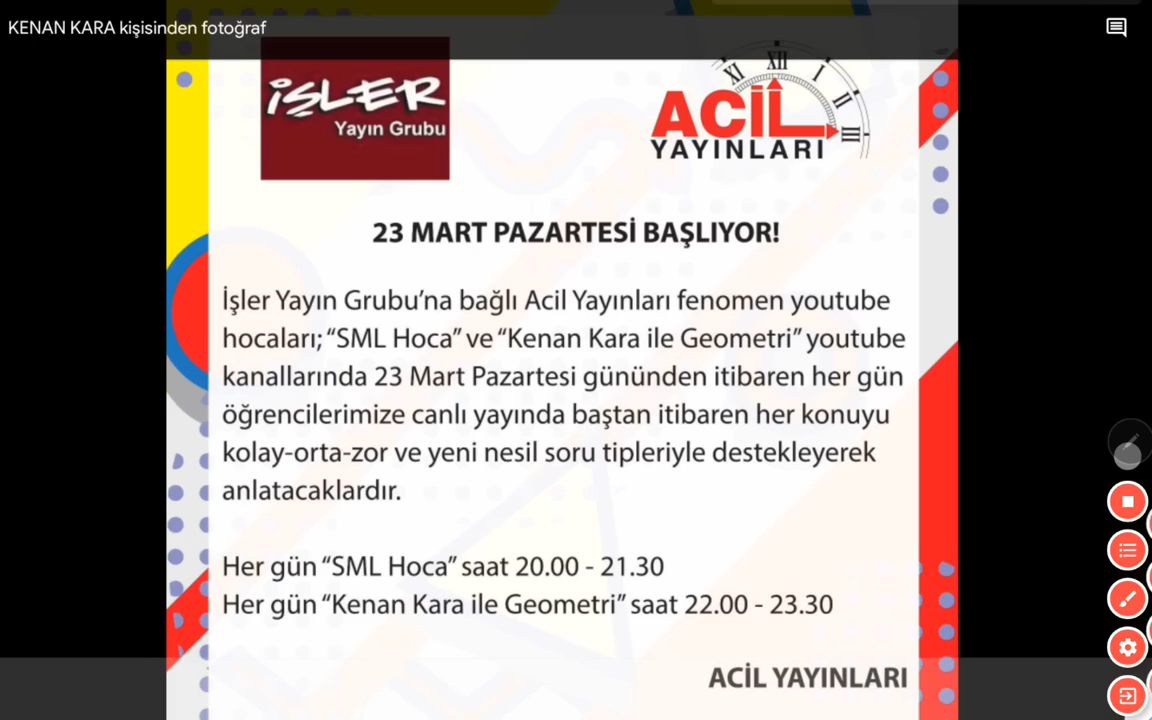 KENAN KARA kişisinden fotoğraf
İŞLER
Yayın Grubu
XI XII I II III
ACİL
YAYINLARI
23 MART PAZARTESİ BAŞLIYOR!
İşler Yayın Grubu’na bağlı Acil Yayınları fenomen youtube
hocaları; “SML Hoca” ve “Kenan Kara ile Geometri” youtube
kanallarında 23 Mart Pazartesi gününden itibaren her gün
öğrencilerimize canlı yayında baştan itibaren her konuyu
kolay-orta-zor ve yeni nesil soru tipleriyle destekleyerek
anlatacaklardır.
Her gün “SML Hoca” saat 20.00 - 21.30
Her gün “Kenan Kara ile Geometri” saat 22.00 - 23.30
ACİL YAYINLARI